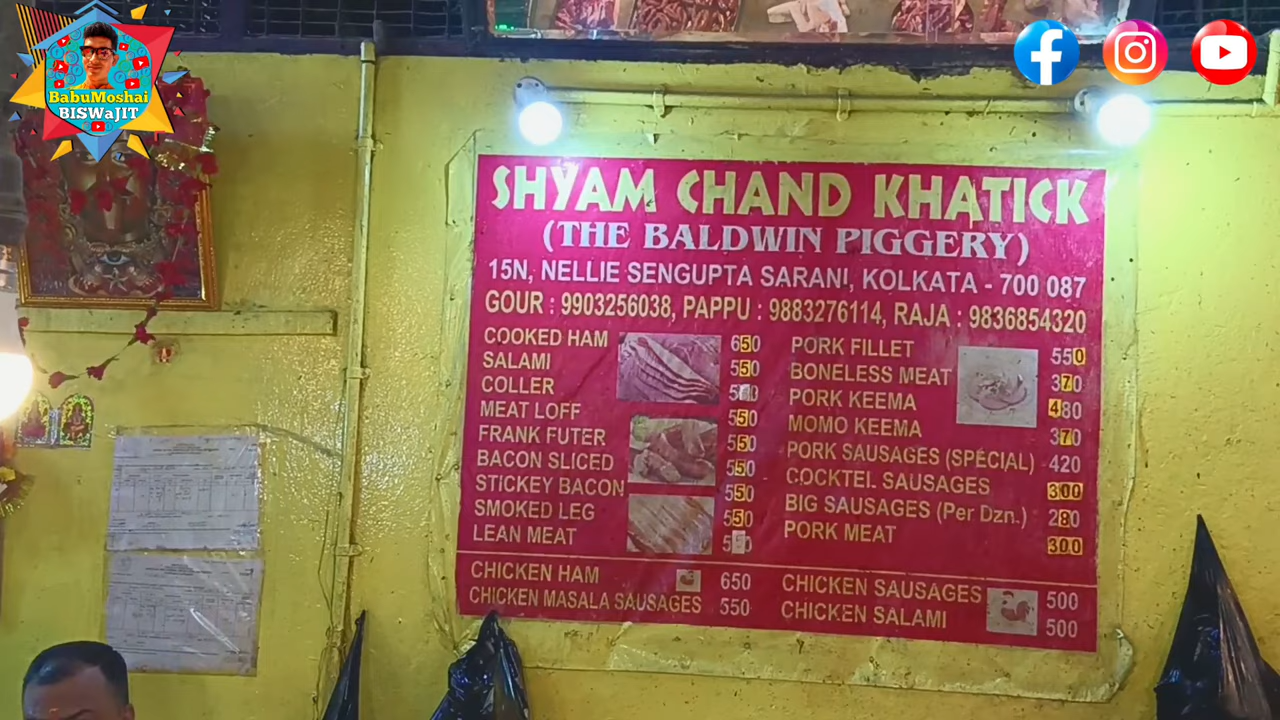 BabuMoshai
BISWaJIT
SHYAM CHAND KHATICK
(THE BALDWIN PIGGERY)
15N, NELLIE SENGUPTA SARANI, KOLKATA - 700 087
GOUR : 9903256038, PAPPU : 9883276114, RAJA : 9836854320
COOKED HAM 650
SALAMI 550
COLLER
MEAT LOFF 550
FRANK FUTER 550
BACON SLICED 550
STICKEY BACON 550
SMOKED LEG 550
LEAN MEAT
PORK FILLET 550
BONELESS MEAT 370
PORK KEEMA 480
MOMO KEEMA 370
PORK SAUSAGES (SPECIAL) 420
COCKTEL SAUSAGES 300
BIG SAUSAGES (Per Dzn.) 280
PORK MEAT 300
CHICKEN HAM 650
CHICKEN MASALA SAUSAGES 550
CHICKEN SAUSAGES 500
CHICKEN SALAMI 500